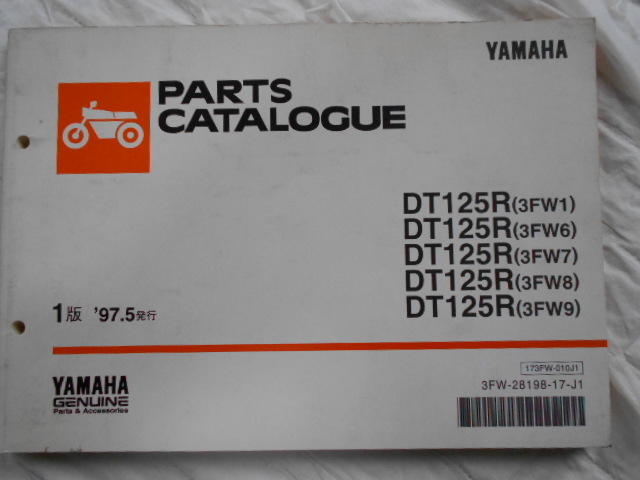 YAMAHA
PARTS
CATALOGUE
DT125R(3FW1)
DT125R(3FW6)
DT125R(3FW7)
DT125R(3FW8)
DT125R(3FW9)
1版 '97.5発行
173FW-010J1
3FW-28198-17-J1
YAMAHA
GENUINE
Parts & Accessories